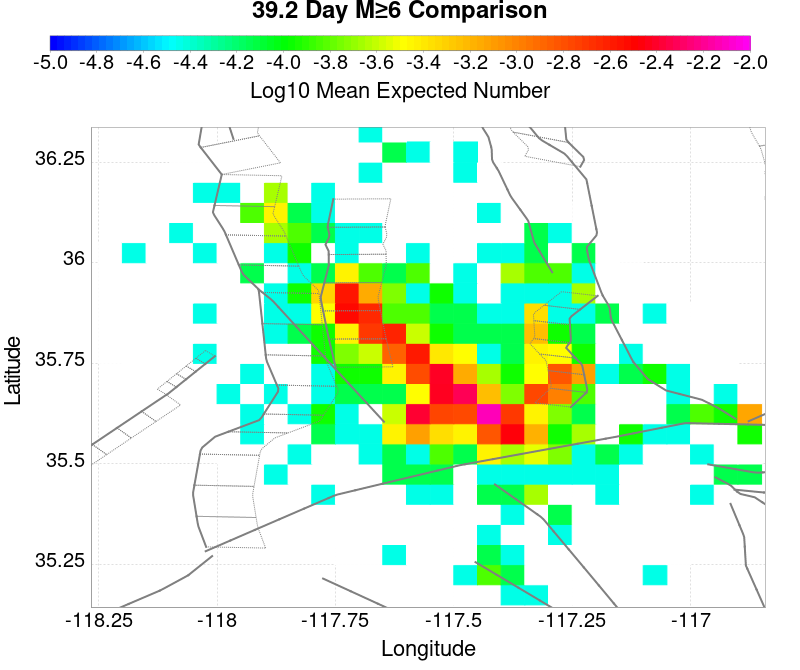 39.2 Day M≥6 Comparison
-5.0 -4.8 -4.6 -4.4 -4.2 -4.0 -3.8 -3.6 -3.4 -3.2 -3.0 -2.8 -2.6 -2.4 -2.2 -2.0
Log10 Mean Expected Number
36.25
36
35.75
35.5
35.25
Latitude
-118.25 -118 -117.75 -117.5 -117.25 -117
Longitude